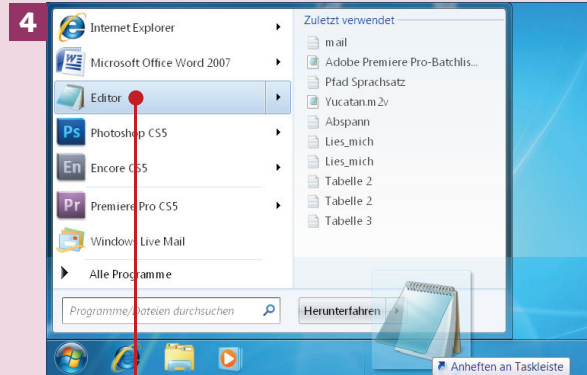 4
Internet Explorer
Microsoft Office Word 2007
Editor
Ps Photoshop CS5
En Encore CS5
Pr Premiere Pro CS5
Windows Live Mail
Alle Programme
Programme/Dateien durchsuchen
Zuletzt verwendet
mail
Adobe Premiere Pro-Batchlis...
Pfad Sprachsatz
Yucatan.m2v
Abspann
Lies_mich
Lies_mich
Tabelle 2
Tabelle 2
Tabelle 3
Herunterfahren
Anheften an Taskleiste